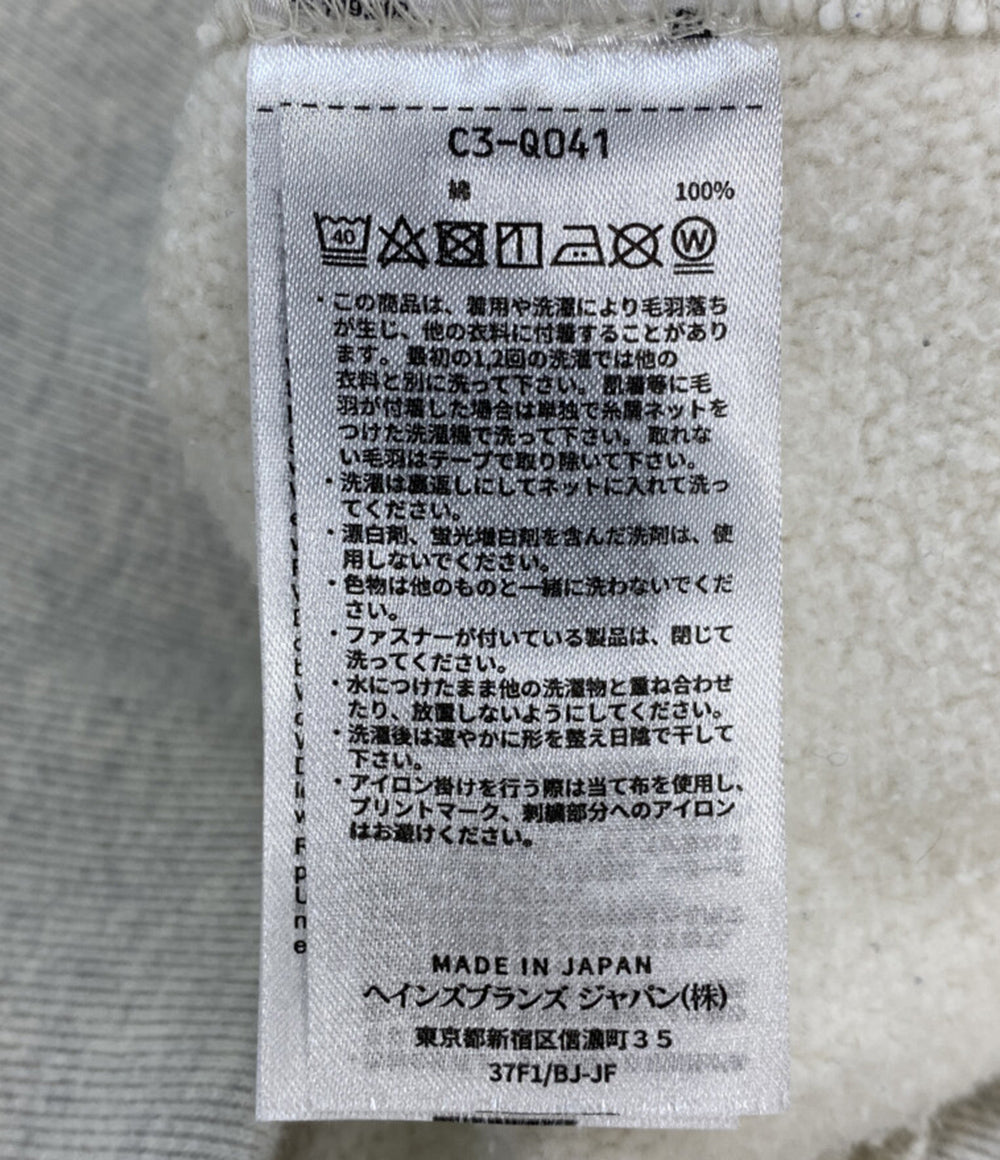 C3-Q041
綿 100%
40 W
・この商品は、着用や洗濯により毛羽落ち
が生じ、他の衣料に付着することがあり
ます。最初の1,2回の洗濯では他の
衣料と別に洗って下さい。肌着等に毛
羽が付着した場合は単独で糸屑ネットを
つけた洗濯機で洗って下さい。取れな
い毛羽はテープで取り除いて下さい。
・洗濯は裏返しにしてネットに入れて洗っ
てください。
・漂白剤、蛍光増白剤を含んだ洗剤は、使
用しないでください。
・色物は他のものと一緒に洗わないでくだ
さい。
・ファスナーが付いている製品は、閉じて
洗ってください。
・水につけたまま他の洗濯物と重ね合わせ
たり、放置しないようにしてください。
・洗濯後は速やかに形を整え日陰で干して
下さい。
・アイロン掛けを行う際は当て布を使用し、
プリントマーク、刺繍部分へのアイロン
はお避けください。
MADE IN JAPAN
ヘインズブランズ ジャパン(株)
東京都新宿区信濃町35
37F1/BJ-JF